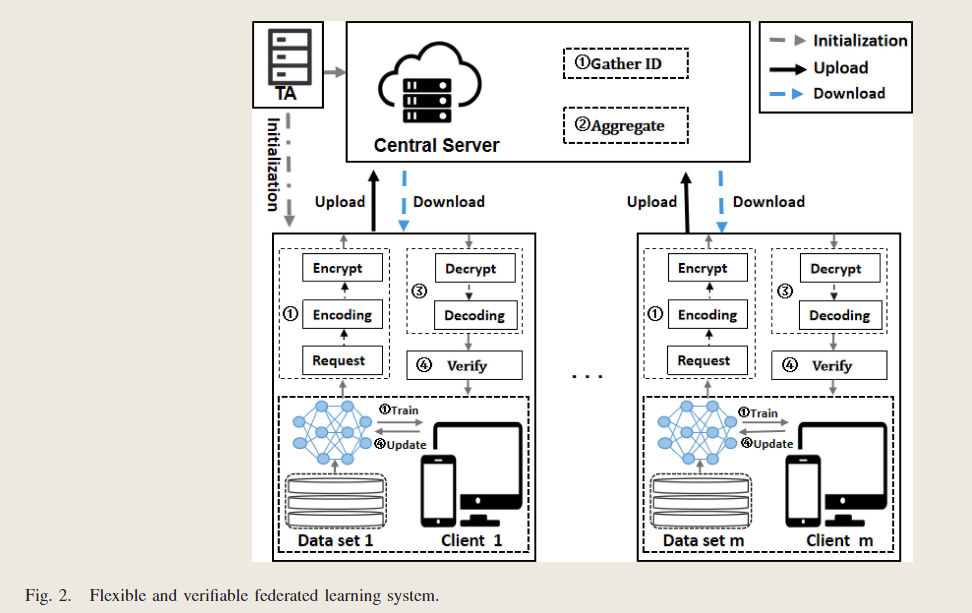 TA
Initialization
Central Server
①Gather ID
②Aggregate
Initialization
Upload
Download
Upload
Download
Upload
Download
①
Encrypt
Encoding
Request
③
Decrypt
Decoding
④ Verify
①Train
④Update
Data set 1
Client 1
. . .
①
Encrypt
Encoding
Request
③
Decrypt
Decoding
④ Verify
①Train
④Update
Data set m
Client m
Fig. 2. Flexible and verifiable federated learning system.